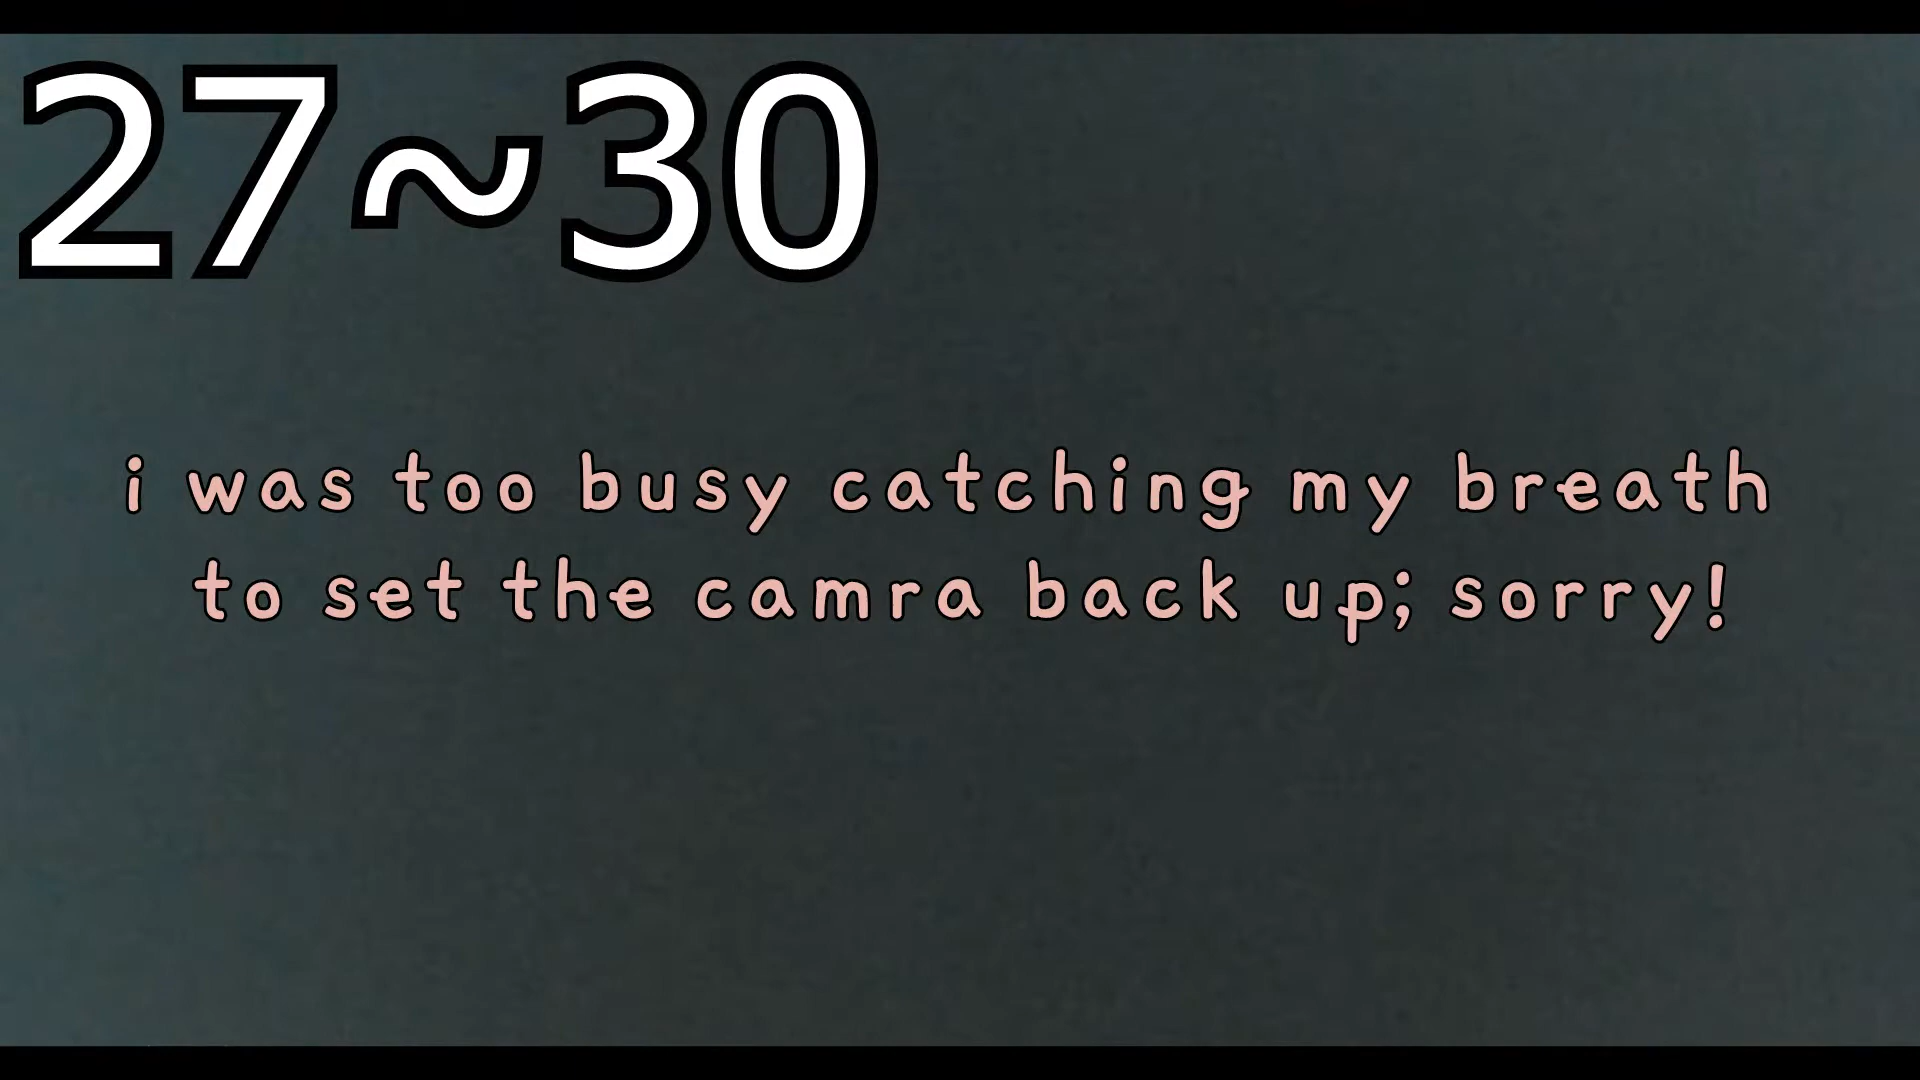 27~30
i was too busy catching my breath
to set the camra back up; sorry!